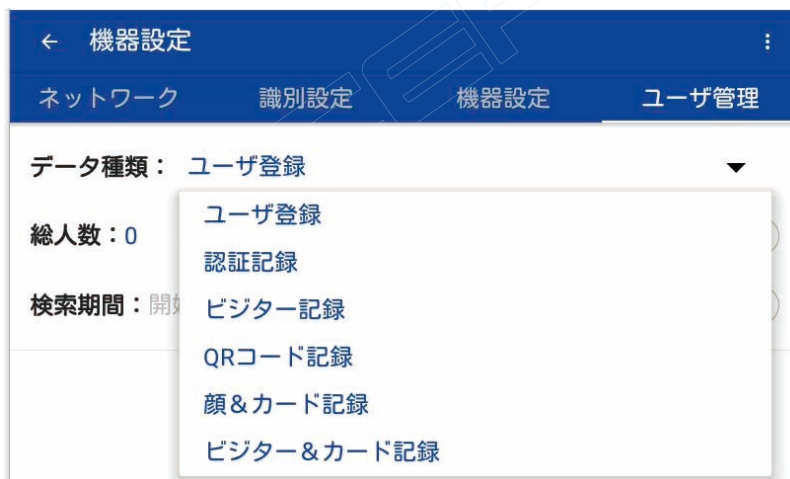 ← 機器設定
ネットワーク 識別設定 機器設定 ユーザ管理
データ種類： ユーザ登録
ユーザ登録
総人数：0
認証記録
検索期間：開
ビジター記録
QRコード記録
顔＆カード記録
ビジター＆カード記録